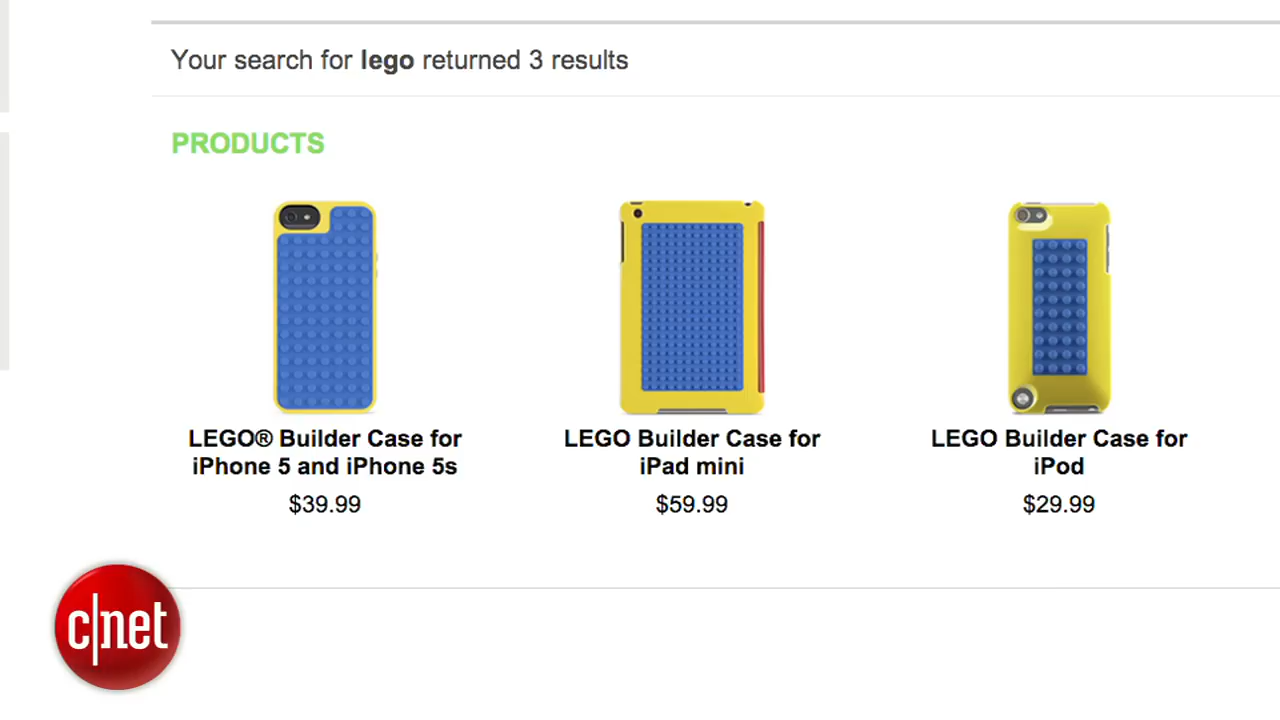 Your search for lego returned 3 results
PRODUCTS
LEGO® Builder Case for
iPhone 5 and iPhone 5s
$39.99
LEGO Builder Case for
iPad mini
$59.99
LEGO Builder Case for
iPod
$29.99
c|net